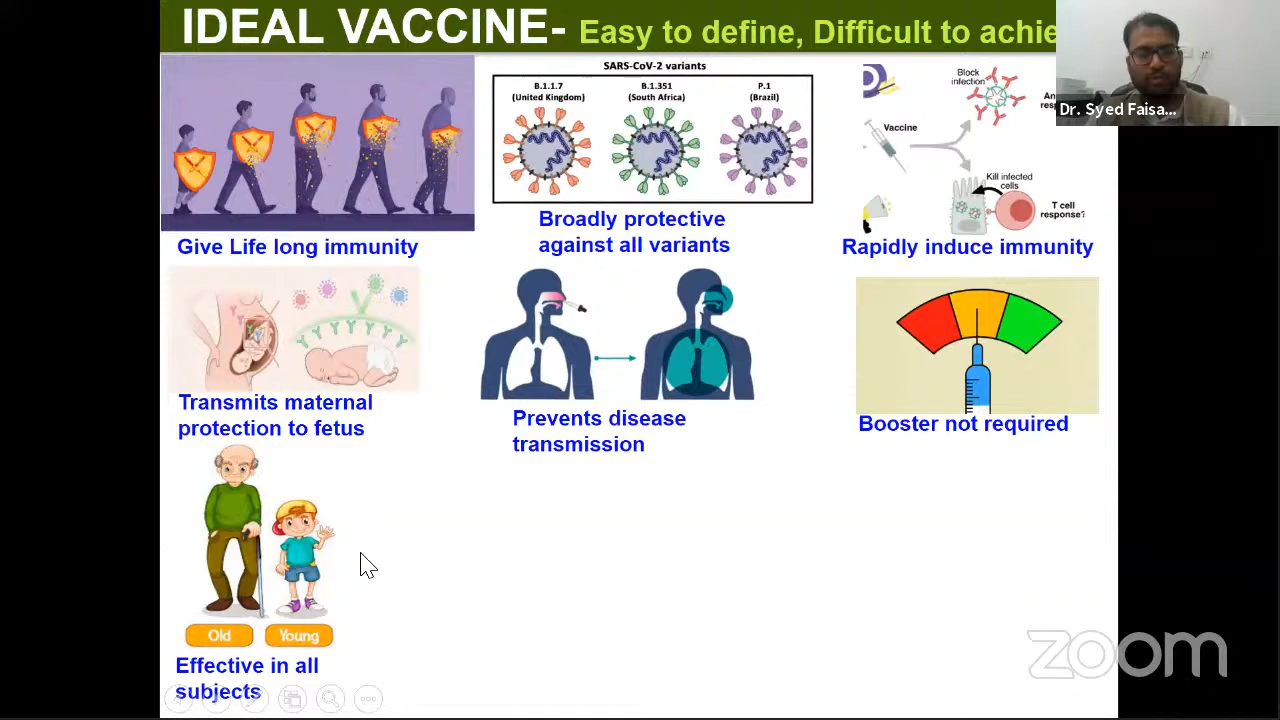 IDEAL VACCINE- Easy to define, Difficult to achie
Dr. Syed Faisa...
SARS-CoV-2 variants
B.1.1.7
(United Kingdom)
B.1.351
(South Africa)
P.1
(Brazil)
Block
infection
An
resp
Vaccine
Kill infected
cells
T cell
response?
Give Life long immunity
Broadly protective
against all variants
Rapidly induce immunity
Transmits maternal
protection to fetus
Prevents disease
transmission
Booster not required
Old
Young
Effective in all
subjects
zoom